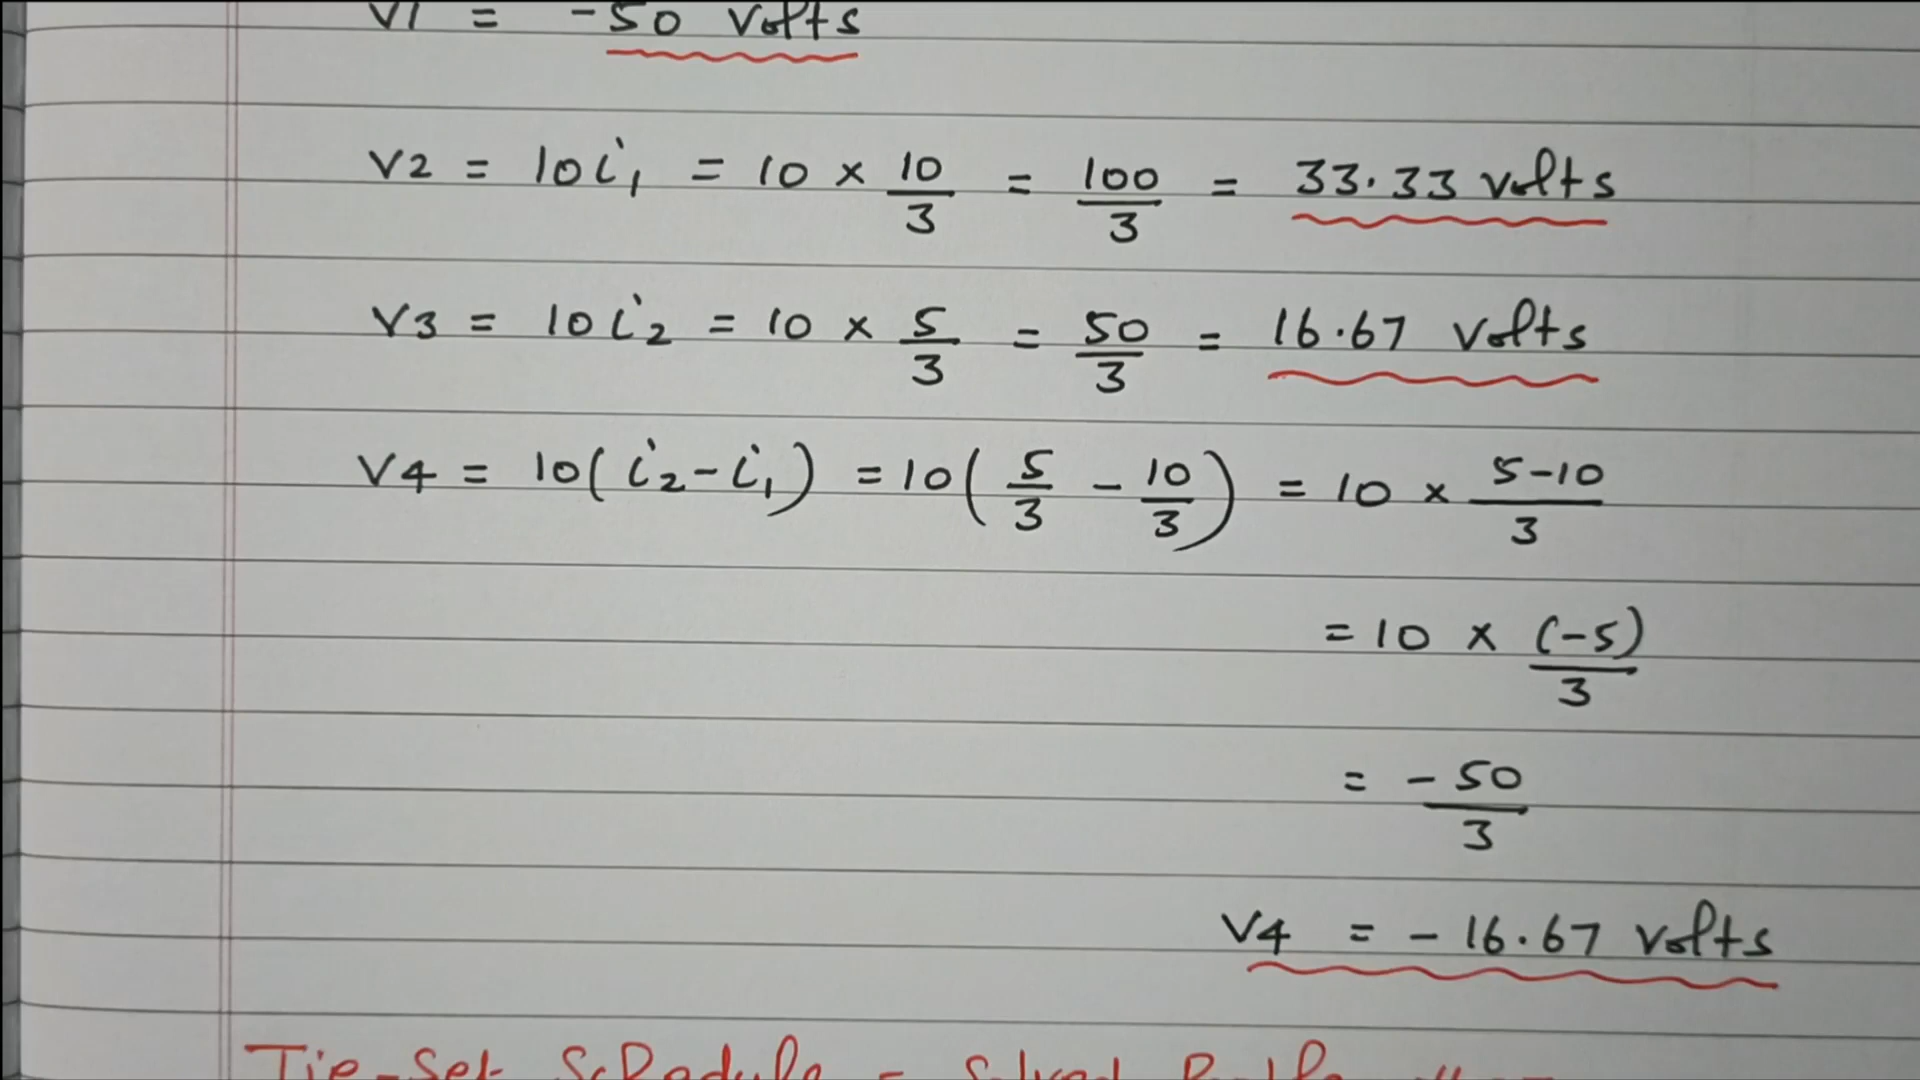 V1 = -50 volts
V2 = 10i₁ = 10 × 10/3 = 100/3 = 33.33 volts
V3 = 10i₂ = 10 × 5/3 = 50/3 = 16.67 volts
V4 = 10(i₂-i₁) = 10(5/3 - 10/3) = 10 × 5-10/3
= 10 × (-5)/3
= -50/3
V4 = -16.67 volts
Tie-Set Schedule - Solved